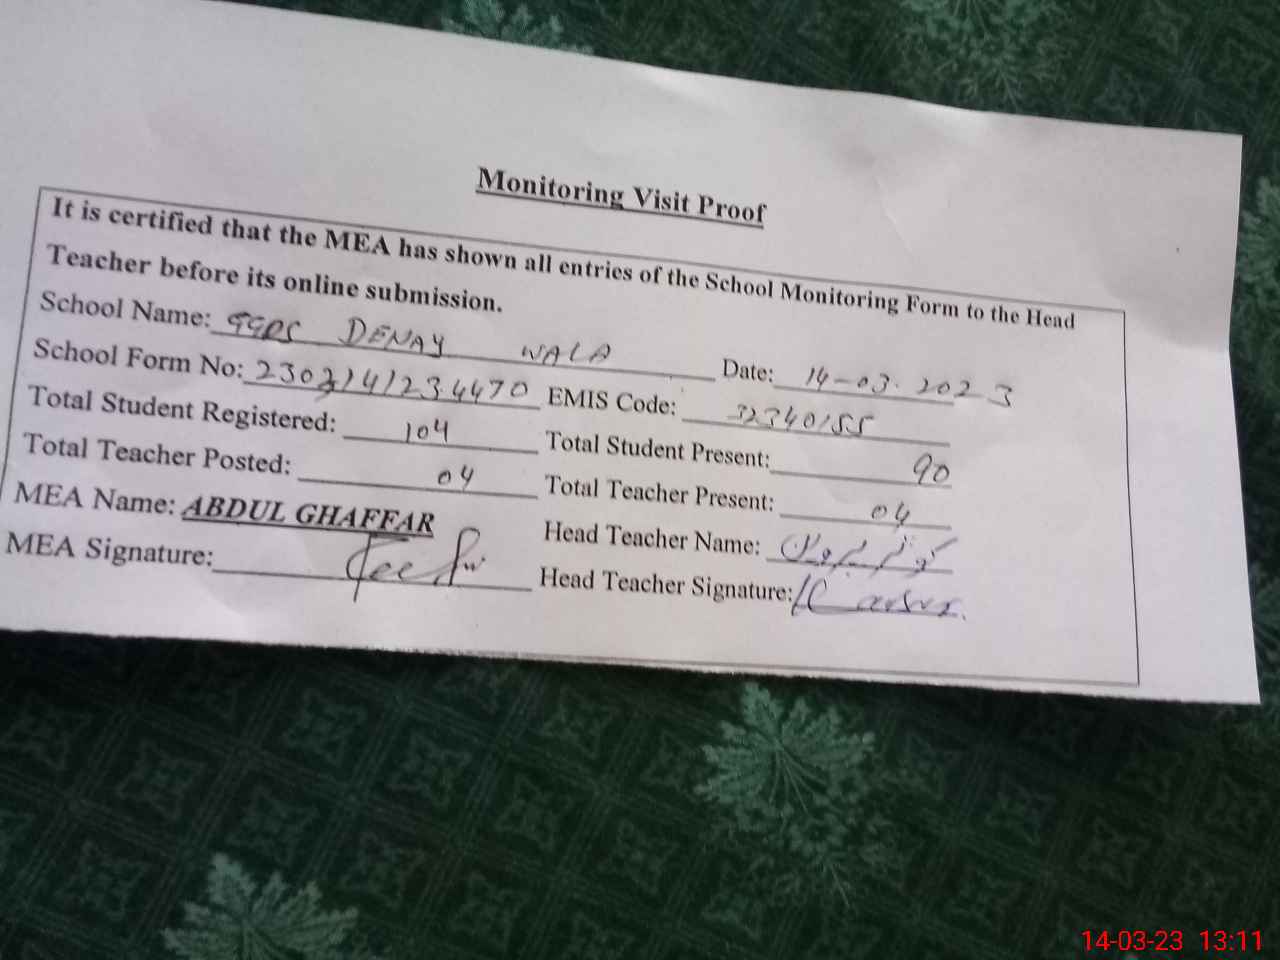 Monitoring Visit Proof
It is certified that the MEA has shown all entries of the School Monitoring Form to the Head
Teacher before its online submission.
School Name: GGPS DENAY WALA Date: 14-03-2023
School Form No: 2303141234470 EMIS Code: 32340155
Total Student Registered: 104 Total Student Present: 90
Total Teacher Posted: 04 Total Teacher Present: 04
MEA Name: ABDUL GHAFFAR Head Teacher Name: کوثر پروین
MEA Signature: Head Teacher Signature:
14-03-23 13:11